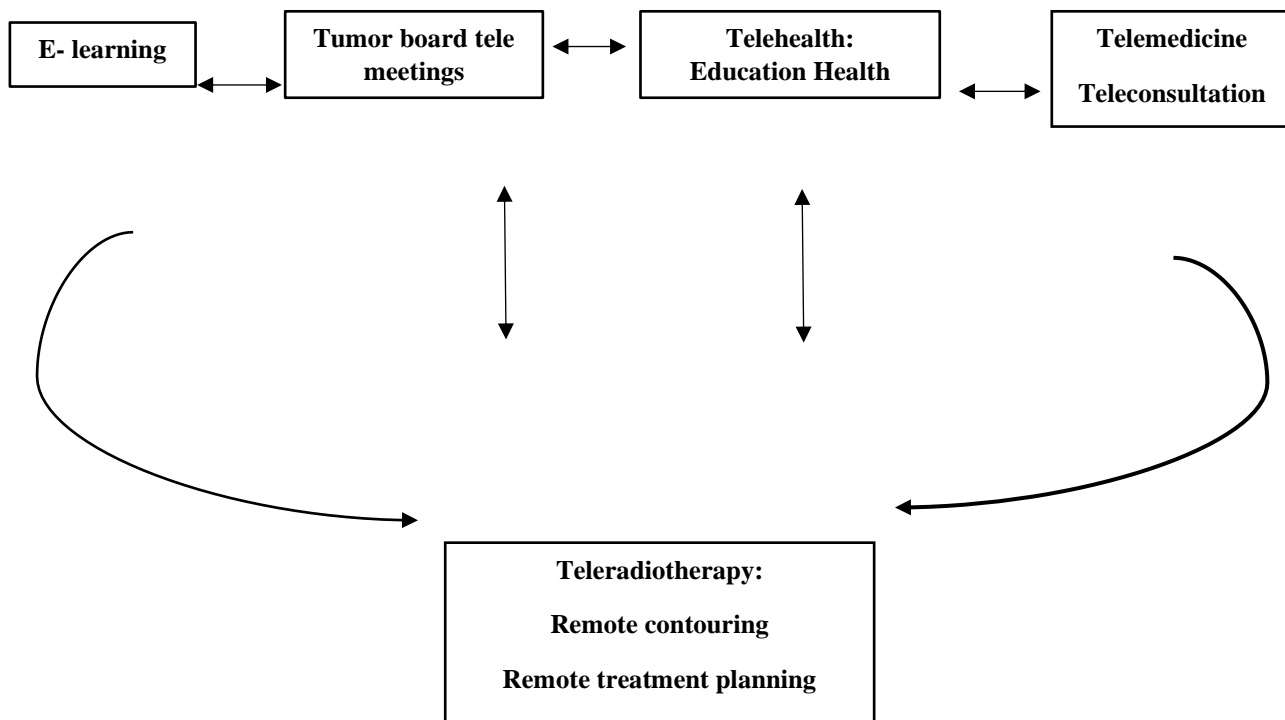 E- learning
Tumor board tele
meetings
Telehealth:
Education Health
Telemedicine
Teleconsultation
Teleradiotherapy:
Remote contouring
Remote treatment planning